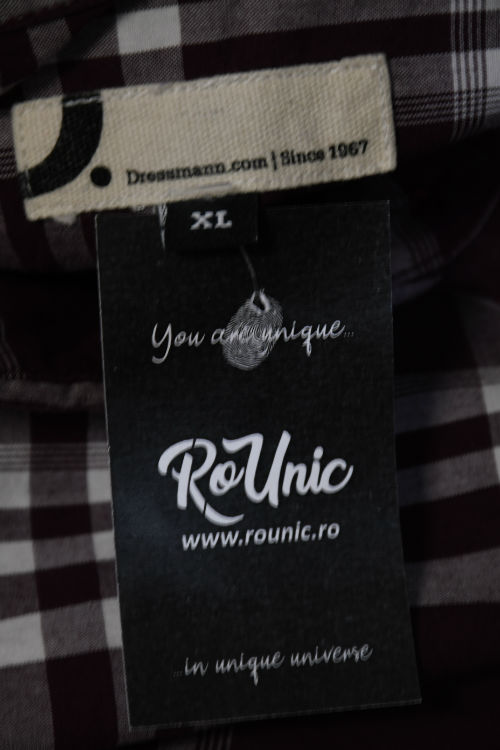 Dressmann.com | Since 1967
XL
You are unique...
RoUnic
www.rounic.ro
...in unique universe